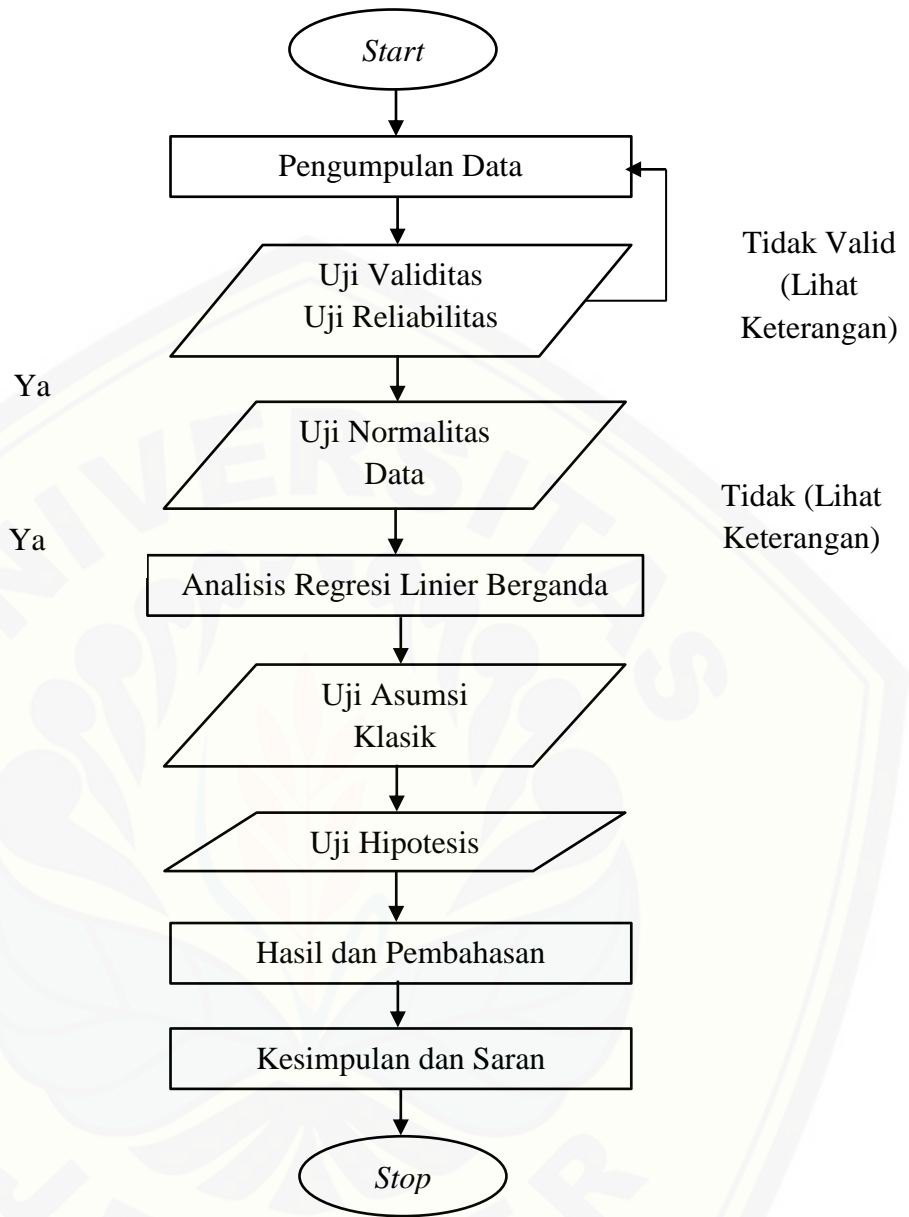 Start
Pengumpulan Data
Uji Validitas
Uji Reliabilitas
Tidak Valid
(Lihat
Keterangan)
Ya
Uji Normalitas
Data
Tidak (Lihat
Keterangan)
Ya
Analisis Regresi Linier Berganda
Uji Asumsi
Klasik
Uji Hipotesis
Hasil dan Pembahasan
Kesimpulan dan Saran
Stop
UNIVERSITAS